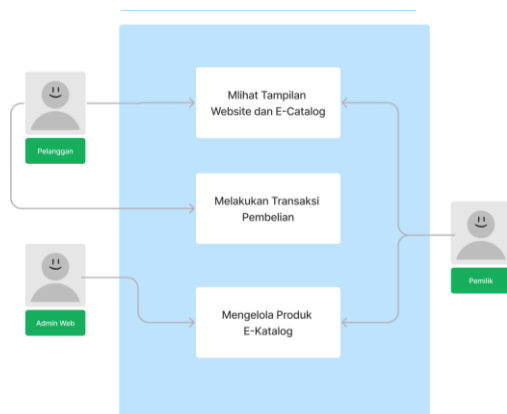 Mlihat Tampilan
Website dan E-Catalog
Pelanggan
Melakukan Transaksi
Pembelian
Pemilik
Admin Web
Mengelola Produk
E-Katalog